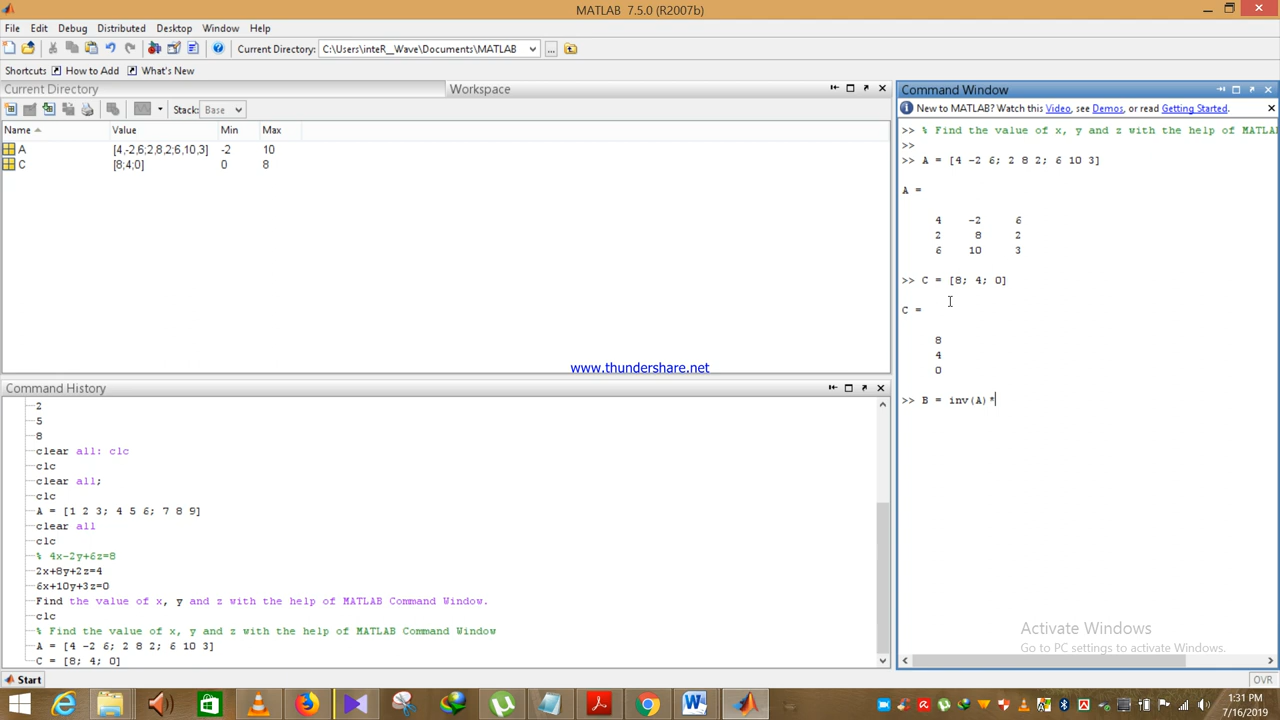 MATLAB 7.5.0 (R2007b)
File Edit Debug Distributed Desktop Window Help
Current Directory: C:\Users\inteR__Wave\Documents\MATLAB ...
Shortcuts How to Add What's New
Current Directory Workspace
Stack: Base
Name Value Min Max
A [4,-2,6;2,8,2;6,10,3] -2 10
C [8;4;0] 0 8
www.thundershare.net
Command History
2
5
8
clear all: clc
clc
clear all;
clc
A = [1 2 3; 4 5 6; 7 8 9]
clear all
clc
% 4x-2y+6z=8
2x+8y+2z=4
6x+10y+3z=0
Find the value of x, y and z with the help of MATLAB Command Window.
clc
% Find the value of x, y and z with the help of MATLAB Command Window
A = [4 -2 6; 2 8 2; 6 10 3]
C = [8; 4; 0]
Command Window
New to MATLAB? Watch this Video, see Demos, or read Getting Started.
>> % Find the value of x, y and z with the help of MATLA
>>
>> A = [4 -2 6; 2 8 2; 6 10 3]
A =
4 -2 6
2 8 2
6 10 3
>> C = [8; 4; 0]
C =
8
4
0
>> B = inv(A)*
Activate Windows
Go to PC settings to activate Windows.
Start
OVR
1:31 PM
7/16/2019